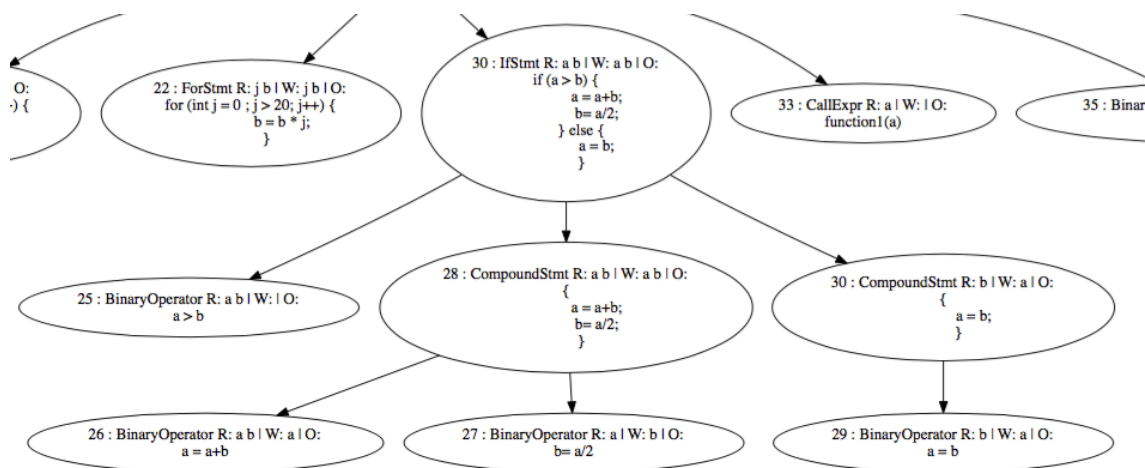 O:
-) {
22 : ForStmt R: j b | W: j b | O:
for (int j = 0 ; j > 20; j++) {
b = b * j;
}
30 : IfStmt R: a b | W: a b | O:
if (a > b) {
a = a+b;
b= a/2;
} else {
a = b;
}
33 : CallExpr R: a | W: | O:
function1(a)
35 : Binar
25 : BinaryOperator R: a b | W: | O:
a > b
28 : CompoundStmt R: a b | W: a b | O:
{
a = a+b;
b= a/2;
}
30 : CompoundStmt R: b | W: a | O:
{
a = b;
}
26 : BinaryOperator R: a b | W: a | O:
a = a+b
27 : BinaryOperator R: a | W: b | O:
b= a/2
29 : BinaryOperator R: b | W: a | O:
a = b